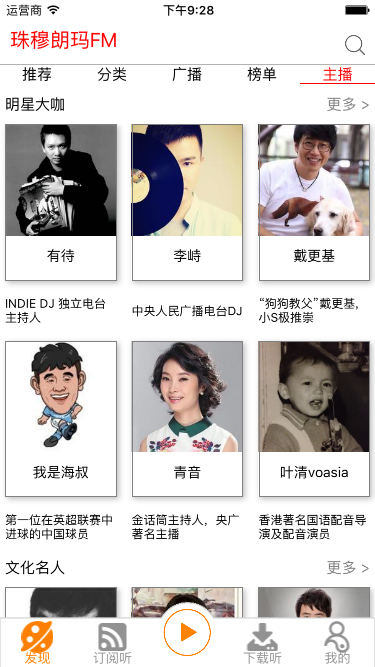 运营商 下午9:28
珠穆朗玛FM
推荐 分类 广播 榜单 主播
明星大咖 更多 >
有待 李峙 戴更基
INDIE DJ 独立电台
主持人
中央人民广播电台DJ
“狗狗教父”戴更基,
小S极推崇
我是海叔 青音 叶清voasia
第一位在英超联赛中
进球的中国球员
金话筒主持人，央广
著名主播
香港著名国语配音导
演及配音演员
文化名人 更多 >
发现 订阅听 下载听 我的